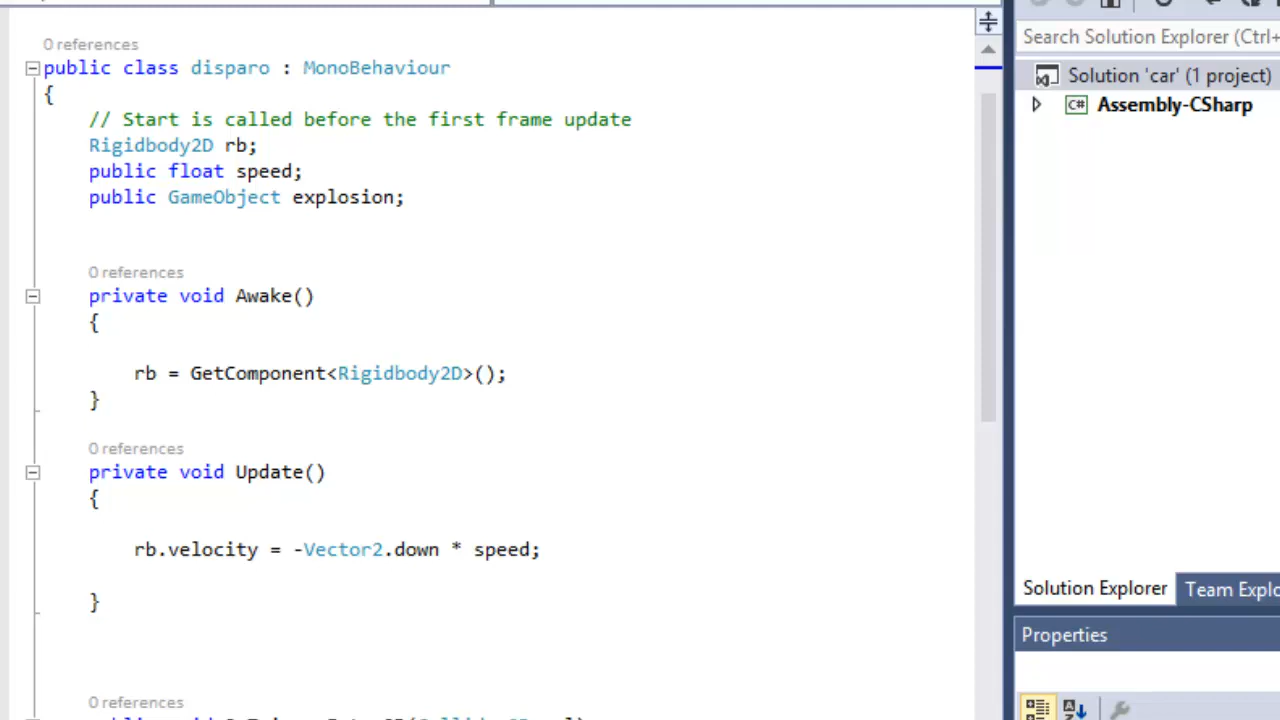 0 references
public class disparo : MonoBehaviour
{
// Start is called before the first frame update
Rigidbody2D rb;
public float speed;
public GameObject explosion;
0 references
private void Awake()
{
rb = GetComponent<Rigidbody2D>();
}
0 references
private void Update()
{
rb.velocity = -Vector2.down * speed;
}
0 references
Search Solution Explorer (Ctrl+
Solution 'car' (1 project)
C# Assembly-CSharp
Solution Explorer
Team Explo
Properties